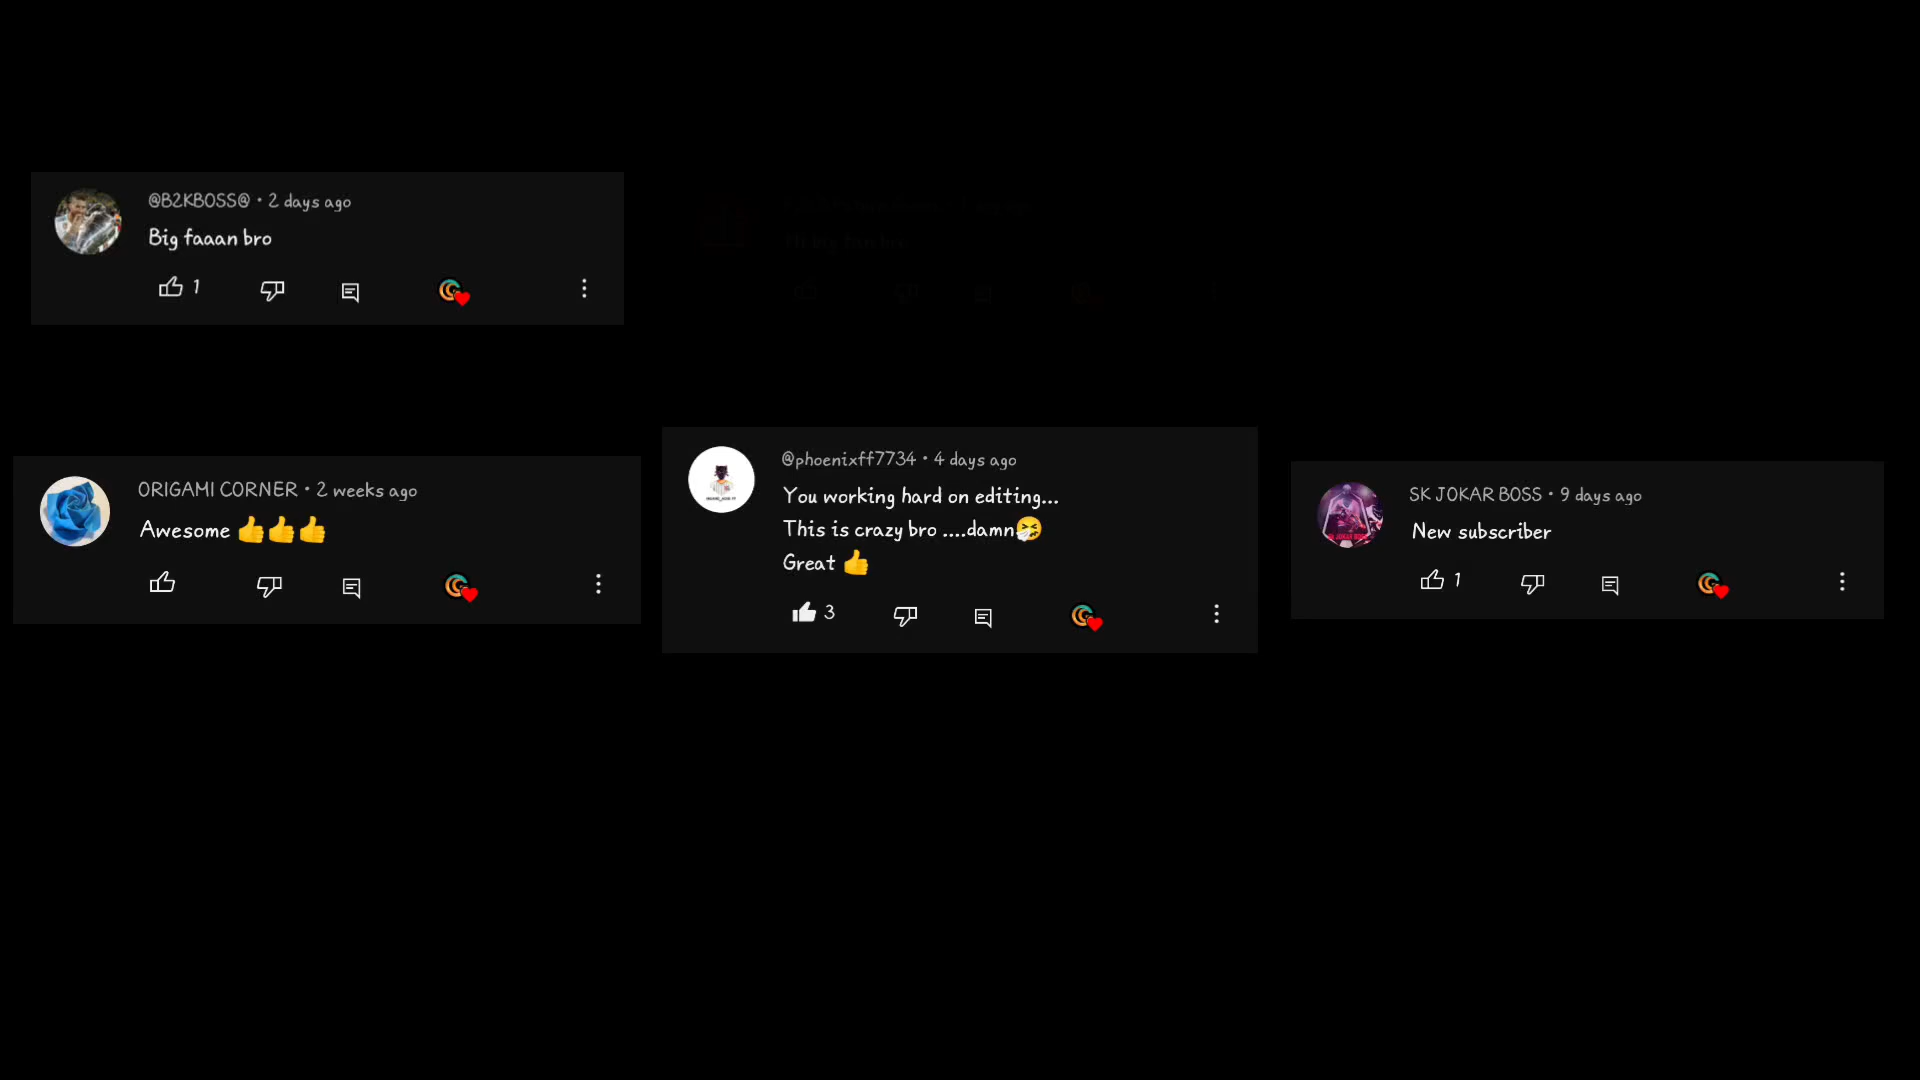 @B2KBOSS@ • 2 days ago
Big faaan bro
1
ORIGAMI CORNER • 2 weeks ago
Awesome 👍👍👍
@phoenixff7734 • 4 days ago
You working hard on editing...
This is crazy bro ....damn🤧
Great 👍
3
SK JOKAR BOSS • 9 days ago
New subscriber
1